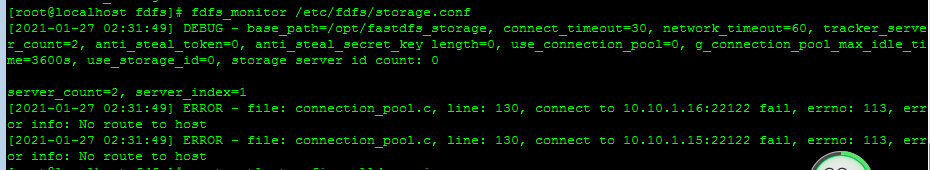 [root@localhost fdfs]# fdfs_monitor /etc/fdfs/storage.conf
[2021-01-27 02:31:49] DEBUG - base_path=/opt/fastdfs_storage, connect_timeout=30, network_timeout=60, tracker_serve
r_count=2, anti_steal_token=0, anti_steal_secret_key length=0, use_connection_pool=0, g_connection_pool_max_idle_ti
me=3600s, use_storage_id=0, storage server id count: 0
server_count=2, server_index=1
[2021-01-27 02:31:49] ERROR - file: connection_pool.c, line: 130, connect to 10.10.1.16:22122 fail, errno: 113, err
or info: No route to host
[2021-01-27 02:31:49] ERROR - file: connection_pool.c, line: 130, connect to 10.10.1.15:22122 fail, errno: 113, err
or info: No route to host